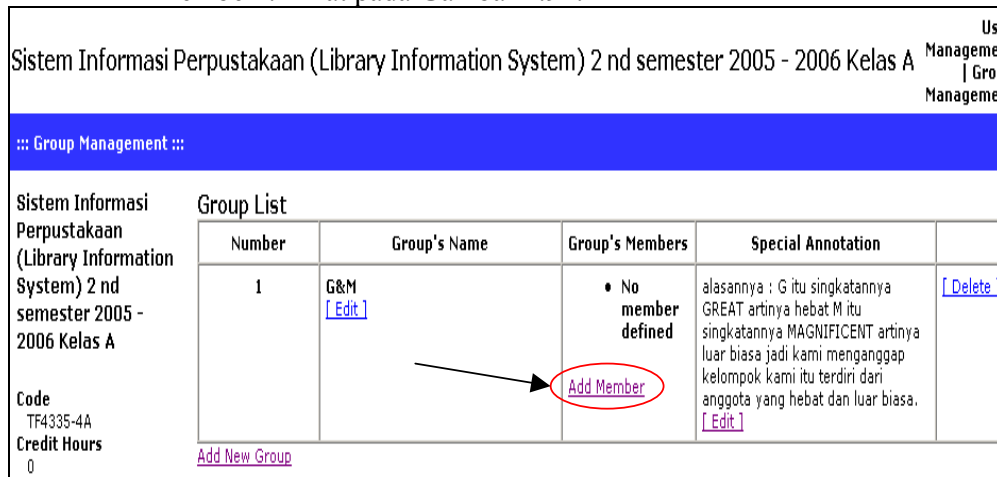 Sistem Informasi Perpustakaan (Library Information System) 2 nd semester 2005 - 2006 Kelas A
| 
::: Group Management :::
Sistem Informasi
Perpustakaan
(Library Information
System) 2 nd
semester 2005 -
2006 Kelas A
Code
TF4335-4A
Credit Hours
0
Group List
Number Group's Name Group's Members Special Annotation
1
G&M
[ Edit ]
• No
member
defined
Add Member
alasannya : G itu singkatannya
GREAT artinya hebat M itu
singkatannya MAGNIFICENT artinya
luar biasa jadi kami menganggap
kelompok kami itu terdiri dari
anggota yang hebat dan luar biasa.
[ Edit ]
[ Delete ]
Add New Group